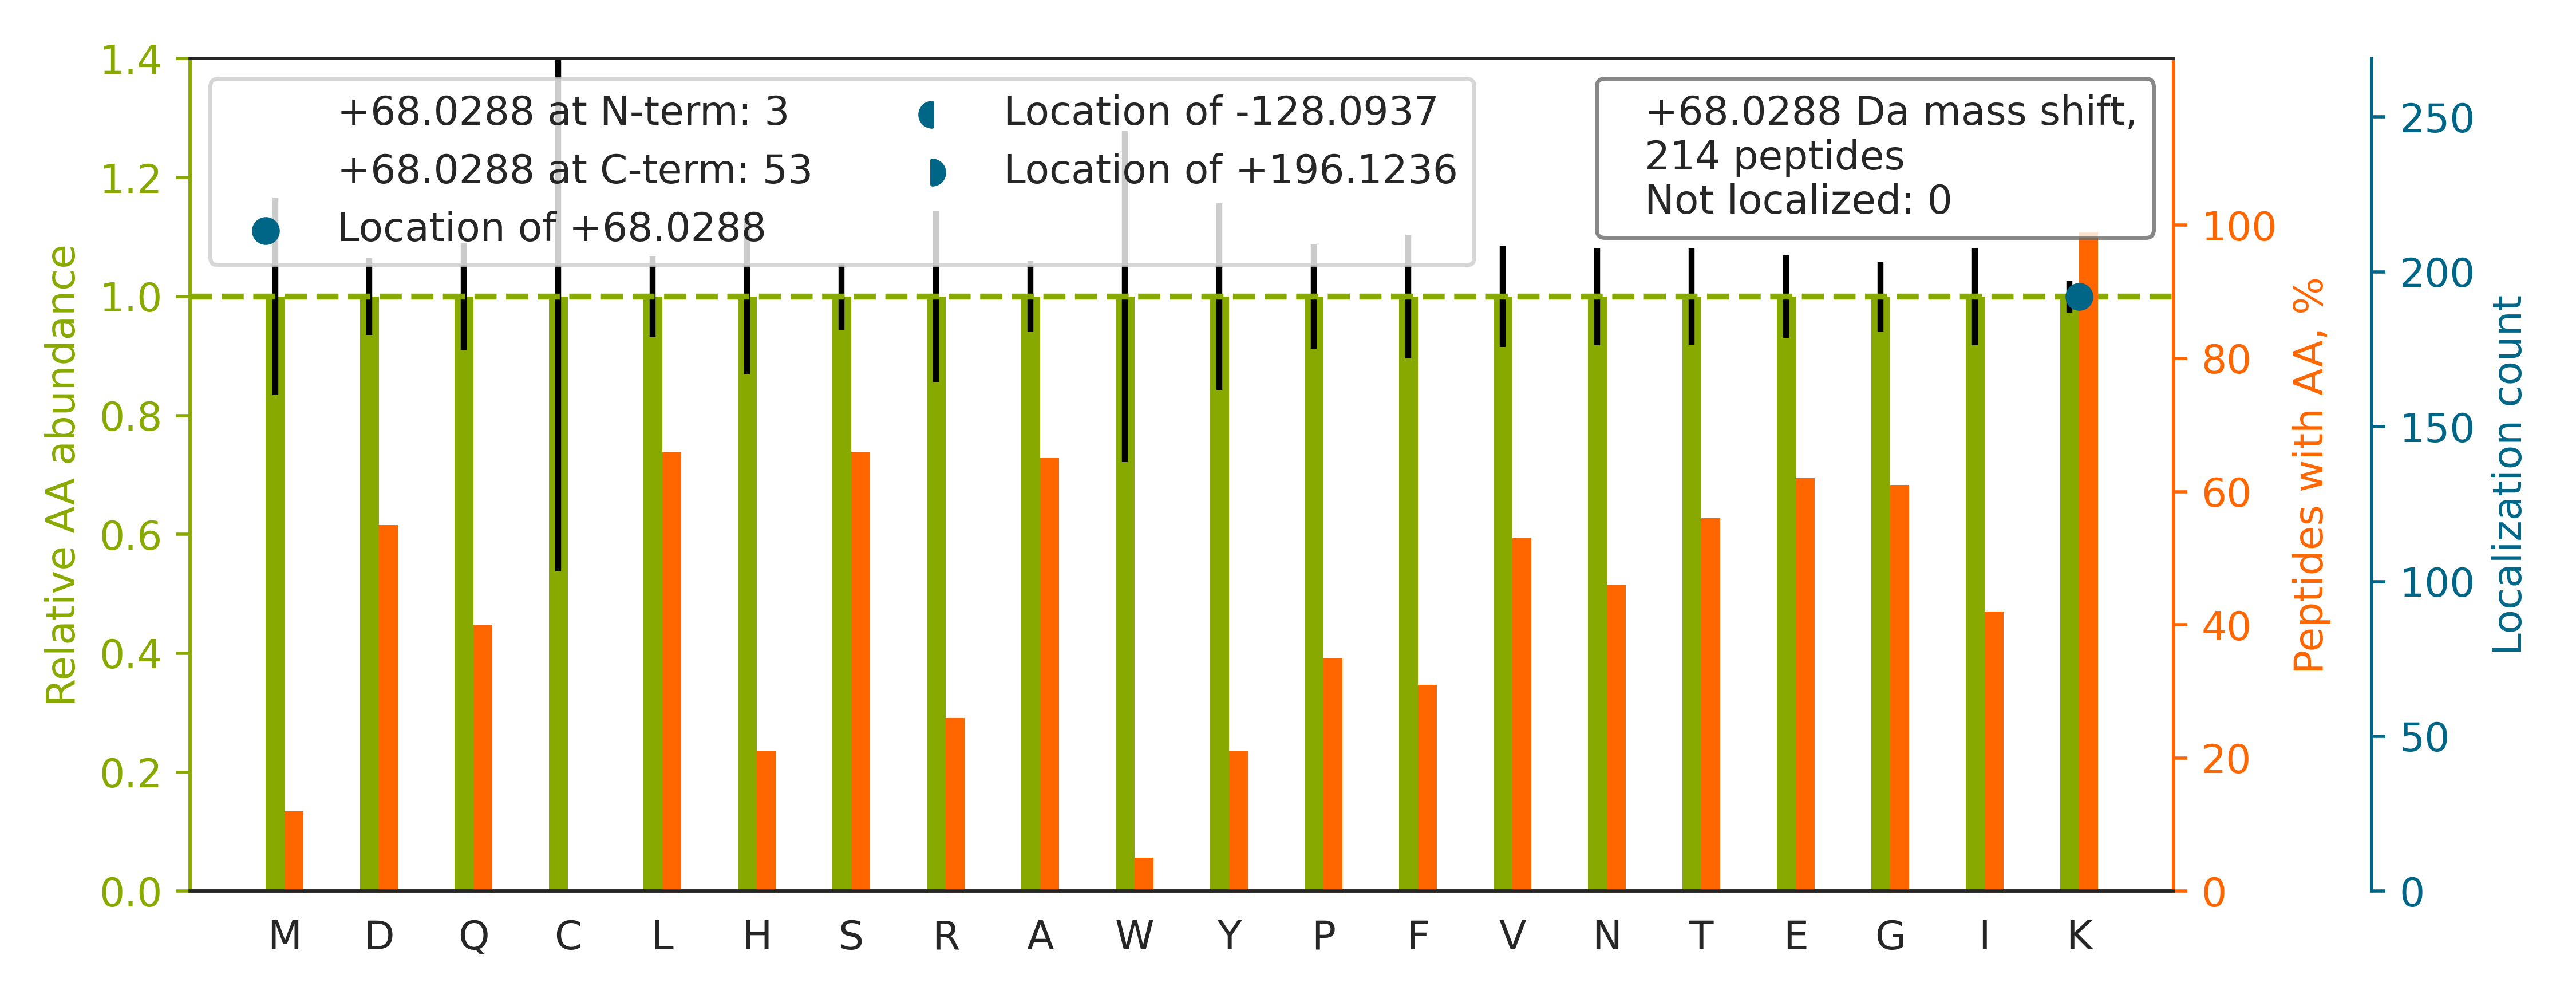 1.4
1.2
1.0
0.8
0.6
0.4
0.2
0.0
Relative AA abundance
+68.0288 at N-term: 3
+68.0288 at C-term: 53
Location of +68.0288
Location of -128.0937
Location of +196.1236
+68.0288 Da mass shift,
214 peptides
Not localized: 0
M D Q C L H S R A W Y P F V N T E G I K
100
80
60
40
20
0
Peptides with AA, %
250
200
150
100
50
0
Localization count